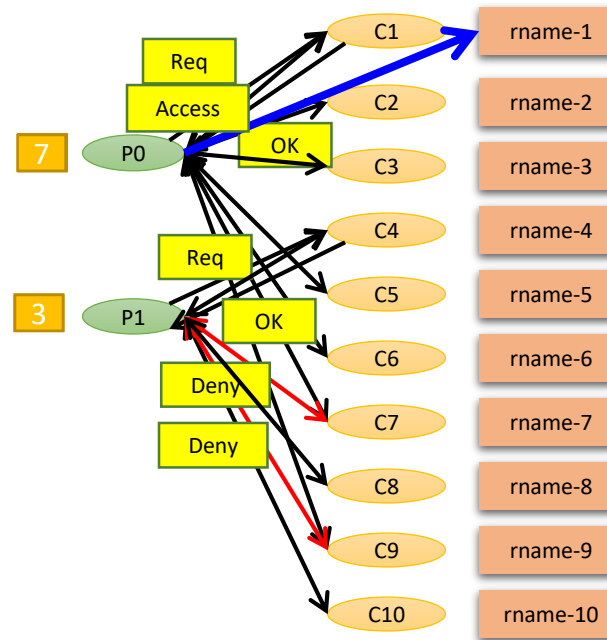 C1 rname-1
Req
Access C2 rname-2
7 P0 OK C3 rname-3
C4 rname-4
Req
C5 rname-5
3 P1 OK
C6 rname-6
Deny
C7 rname-7
Deny
C8 rname-8
C9 rname-9
C10 rname-10